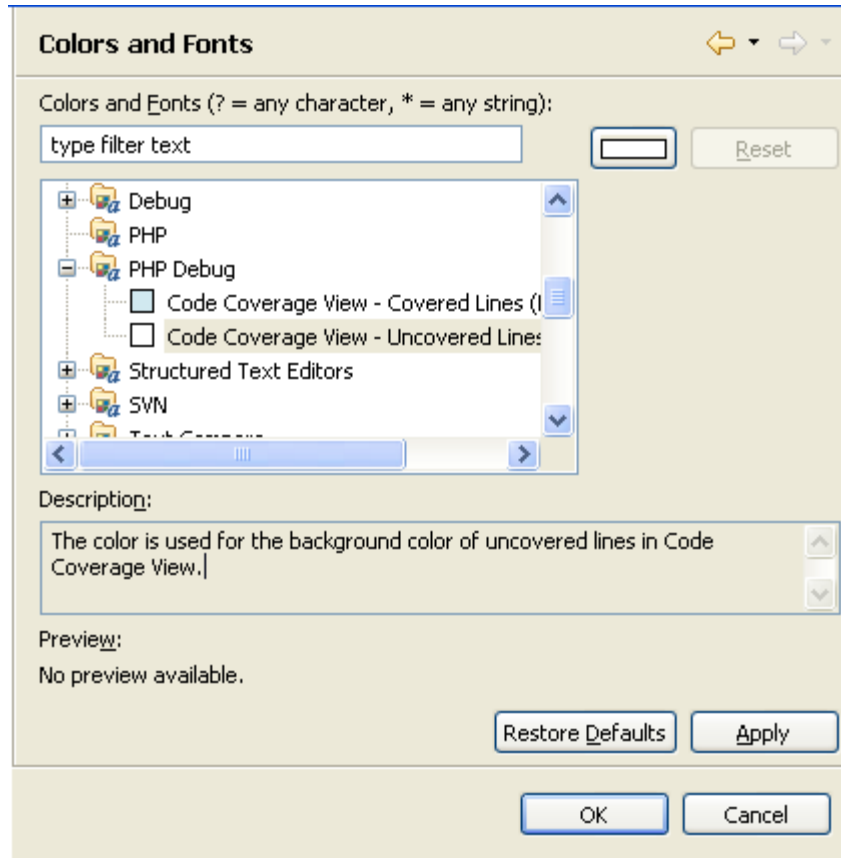 Colors and Fonts
Colors and Fonts (? = any character, * = any string):
type filter text
Reset
Debug
PHP
PHP Debug
Code Coverage View - Covered Lines (
Code Coverage View - Uncovered Lines
Structured Text Editors
SVN
Description:
The color is used for the background color of uncovered lines in Code
Coverage View.
Preview:
No preview available.
Restore Defaults
Apply
OK
Cancel